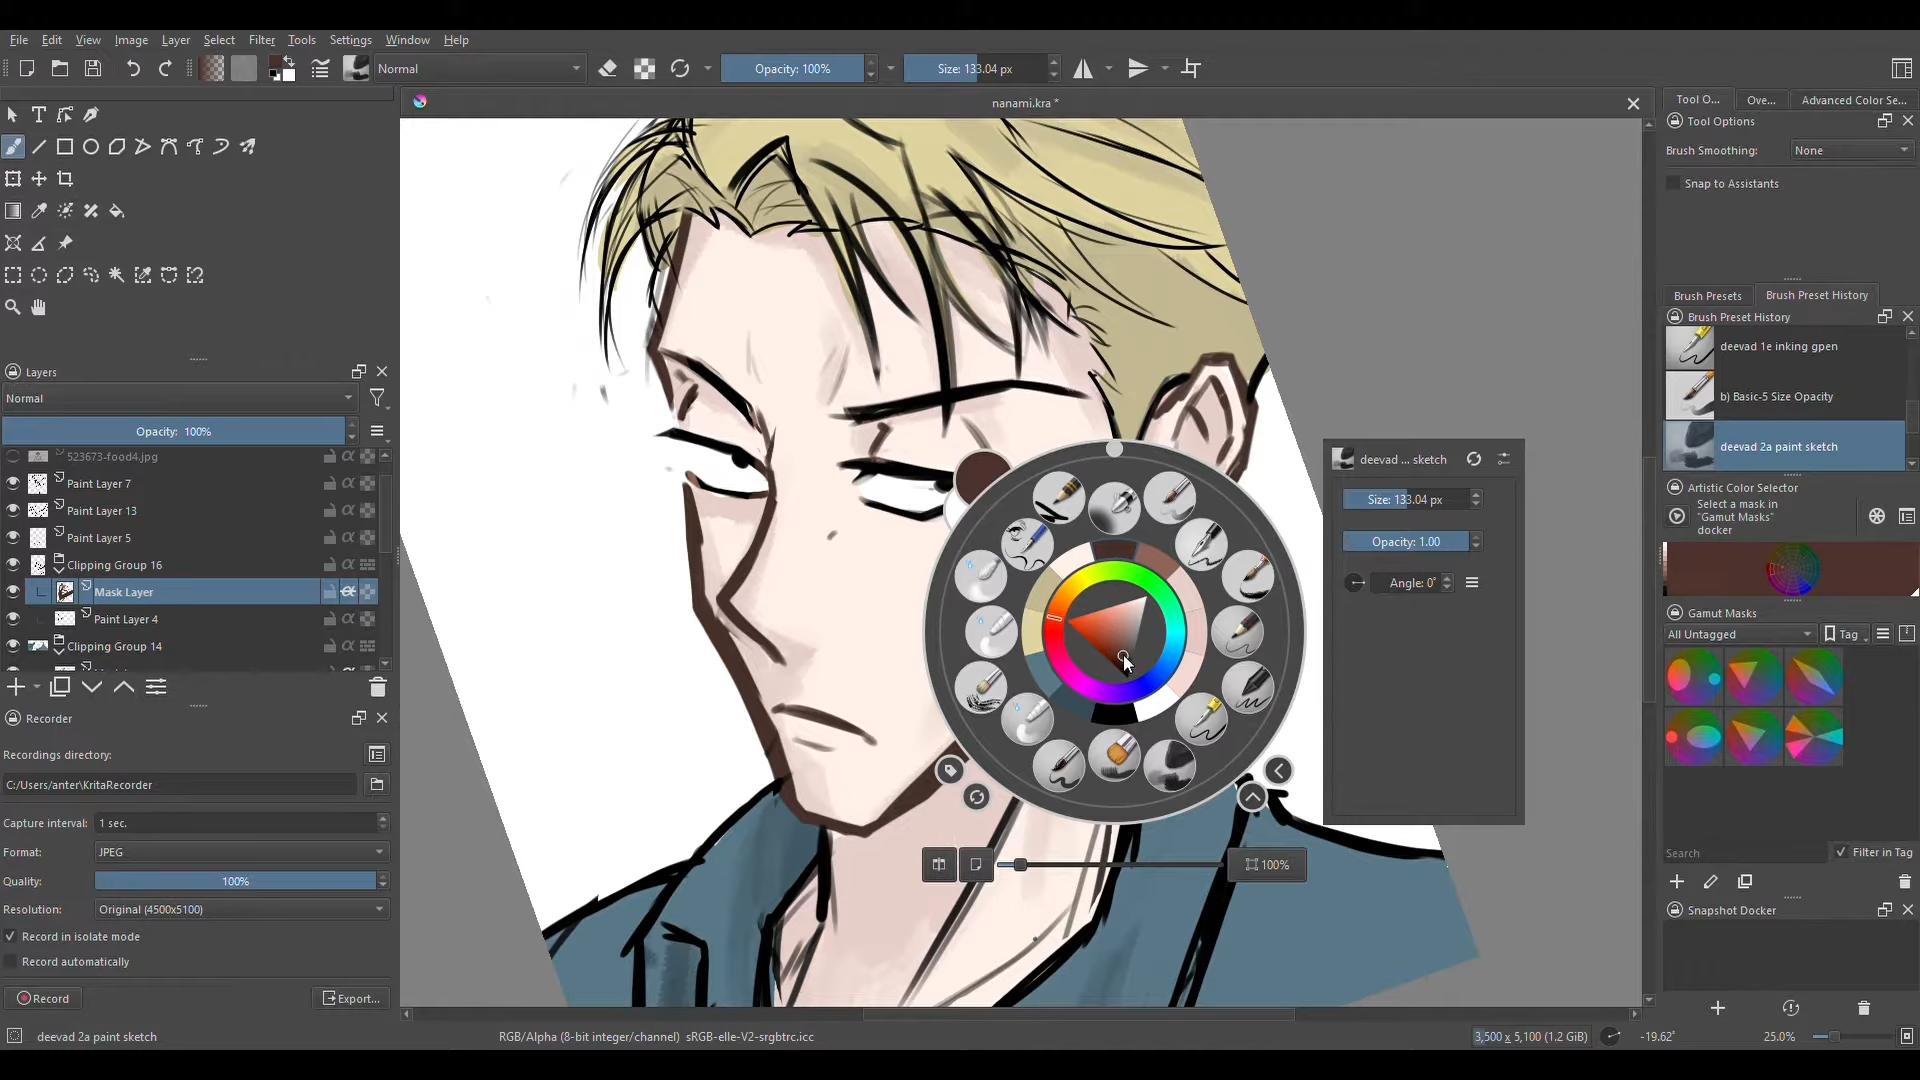 File Edit View Image Layer Select Filter Tools Settings Window Help
Normal
Opacity: 100%
Size: 133.04 px
nanami.kra *
Tool O...
Ove...
Advanced Color Se...
Tool Options
Brush Smoothing:
None
Snap to Assistants
Brush Presets
Brush Preset History
Brush Preset History
deevad 1e inking gpen
b) Basic-5 Size Opacity
deevad 2a paint sketch
Artistic Color Selector
Select a mask in
"Gamut Masks"
docker
Gamut Masks
All Untagged
Tag
Search
Filter in Tag
Snapshot Docker
Layers
Normal
Opacity: 100%
523673-food4.jpg
Paint Layer 7
Paint Layer 13
Paint Layer 5
Clipping Group 16
Mask Layer
Paint Layer 4
Clipping Group 14
Recorder
Recordings directory:
C:/Users/anter/KritaRecorder
Capture interval:
1 sec.
Format:
JPEG
Quality:
100%
Resolution:
Original (4500x5100)
Record in isolate mode
Record automatically
Record
Export...
deevad ... sketch
Size: 133.04 px
Opacity: 1.00
Angle: 0°
100%
deevad 2a paint sketch
RGB/Alpha (8-bit integer/channel) sRGB-elle-V2-srgbtrc.icc
3,500 x 5,100 (1.2 GiB)
-19.62°
25.0%